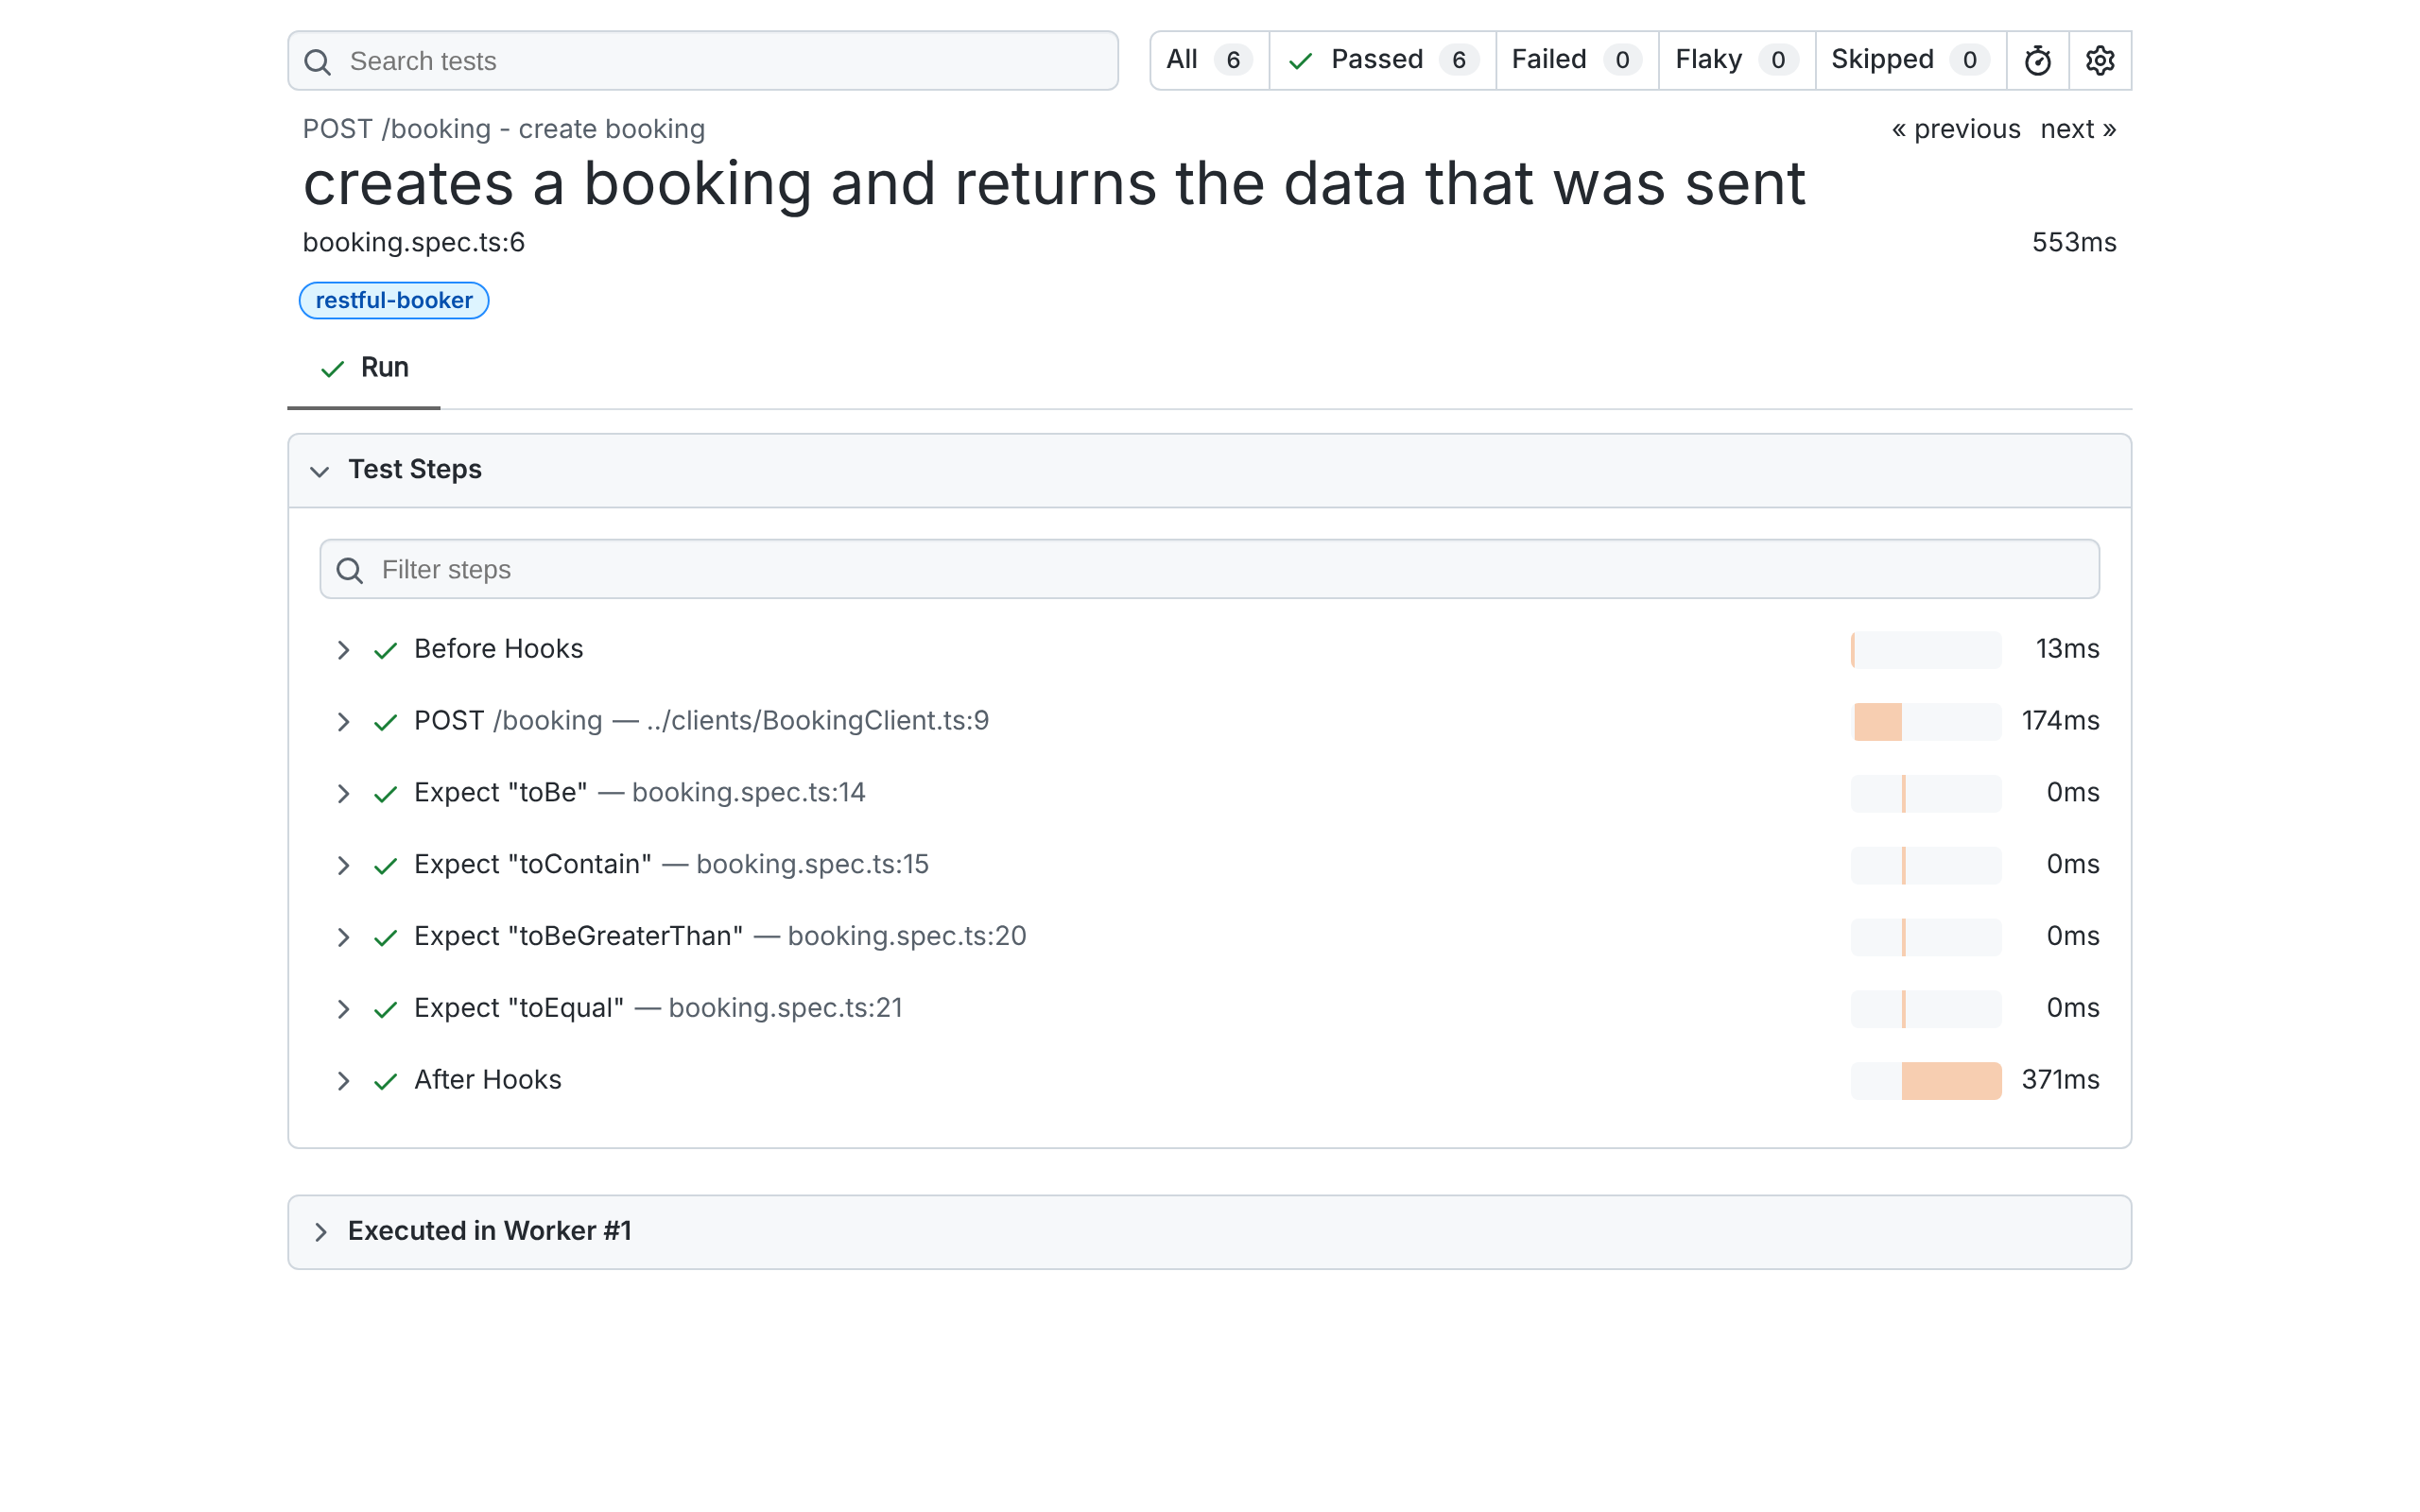 Search tests
All 6 Passed 6 Failed 0 Flaky 0 Skipped 0
POST /booking - create booking
« previous next »
creates a booking and returns the data that was sent
booking.spec.ts:6
553ms
restful-booker
Run
Test Steps
Filter steps
Before Hooks 13ms
POST /booking — ../clients/BookingClient.ts:9 174ms
Expect "toBe" — booking.spec.ts:14 0ms
Expect "toContain" — booking.spec.ts:15 0ms
Expect "toBeGreaterThan" — booking.spec.ts:20 0ms
Expect "toEqual" — booking.spec.ts:21 0ms
After Hooks 371ms
Executed in Worker #1